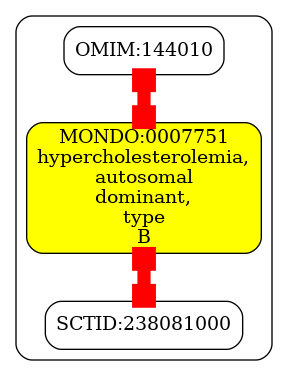 OMIM:144010
MONDO:0007751
hypercholesterolemia,
autosomal
dominant,
type
B
SCTID:238081000